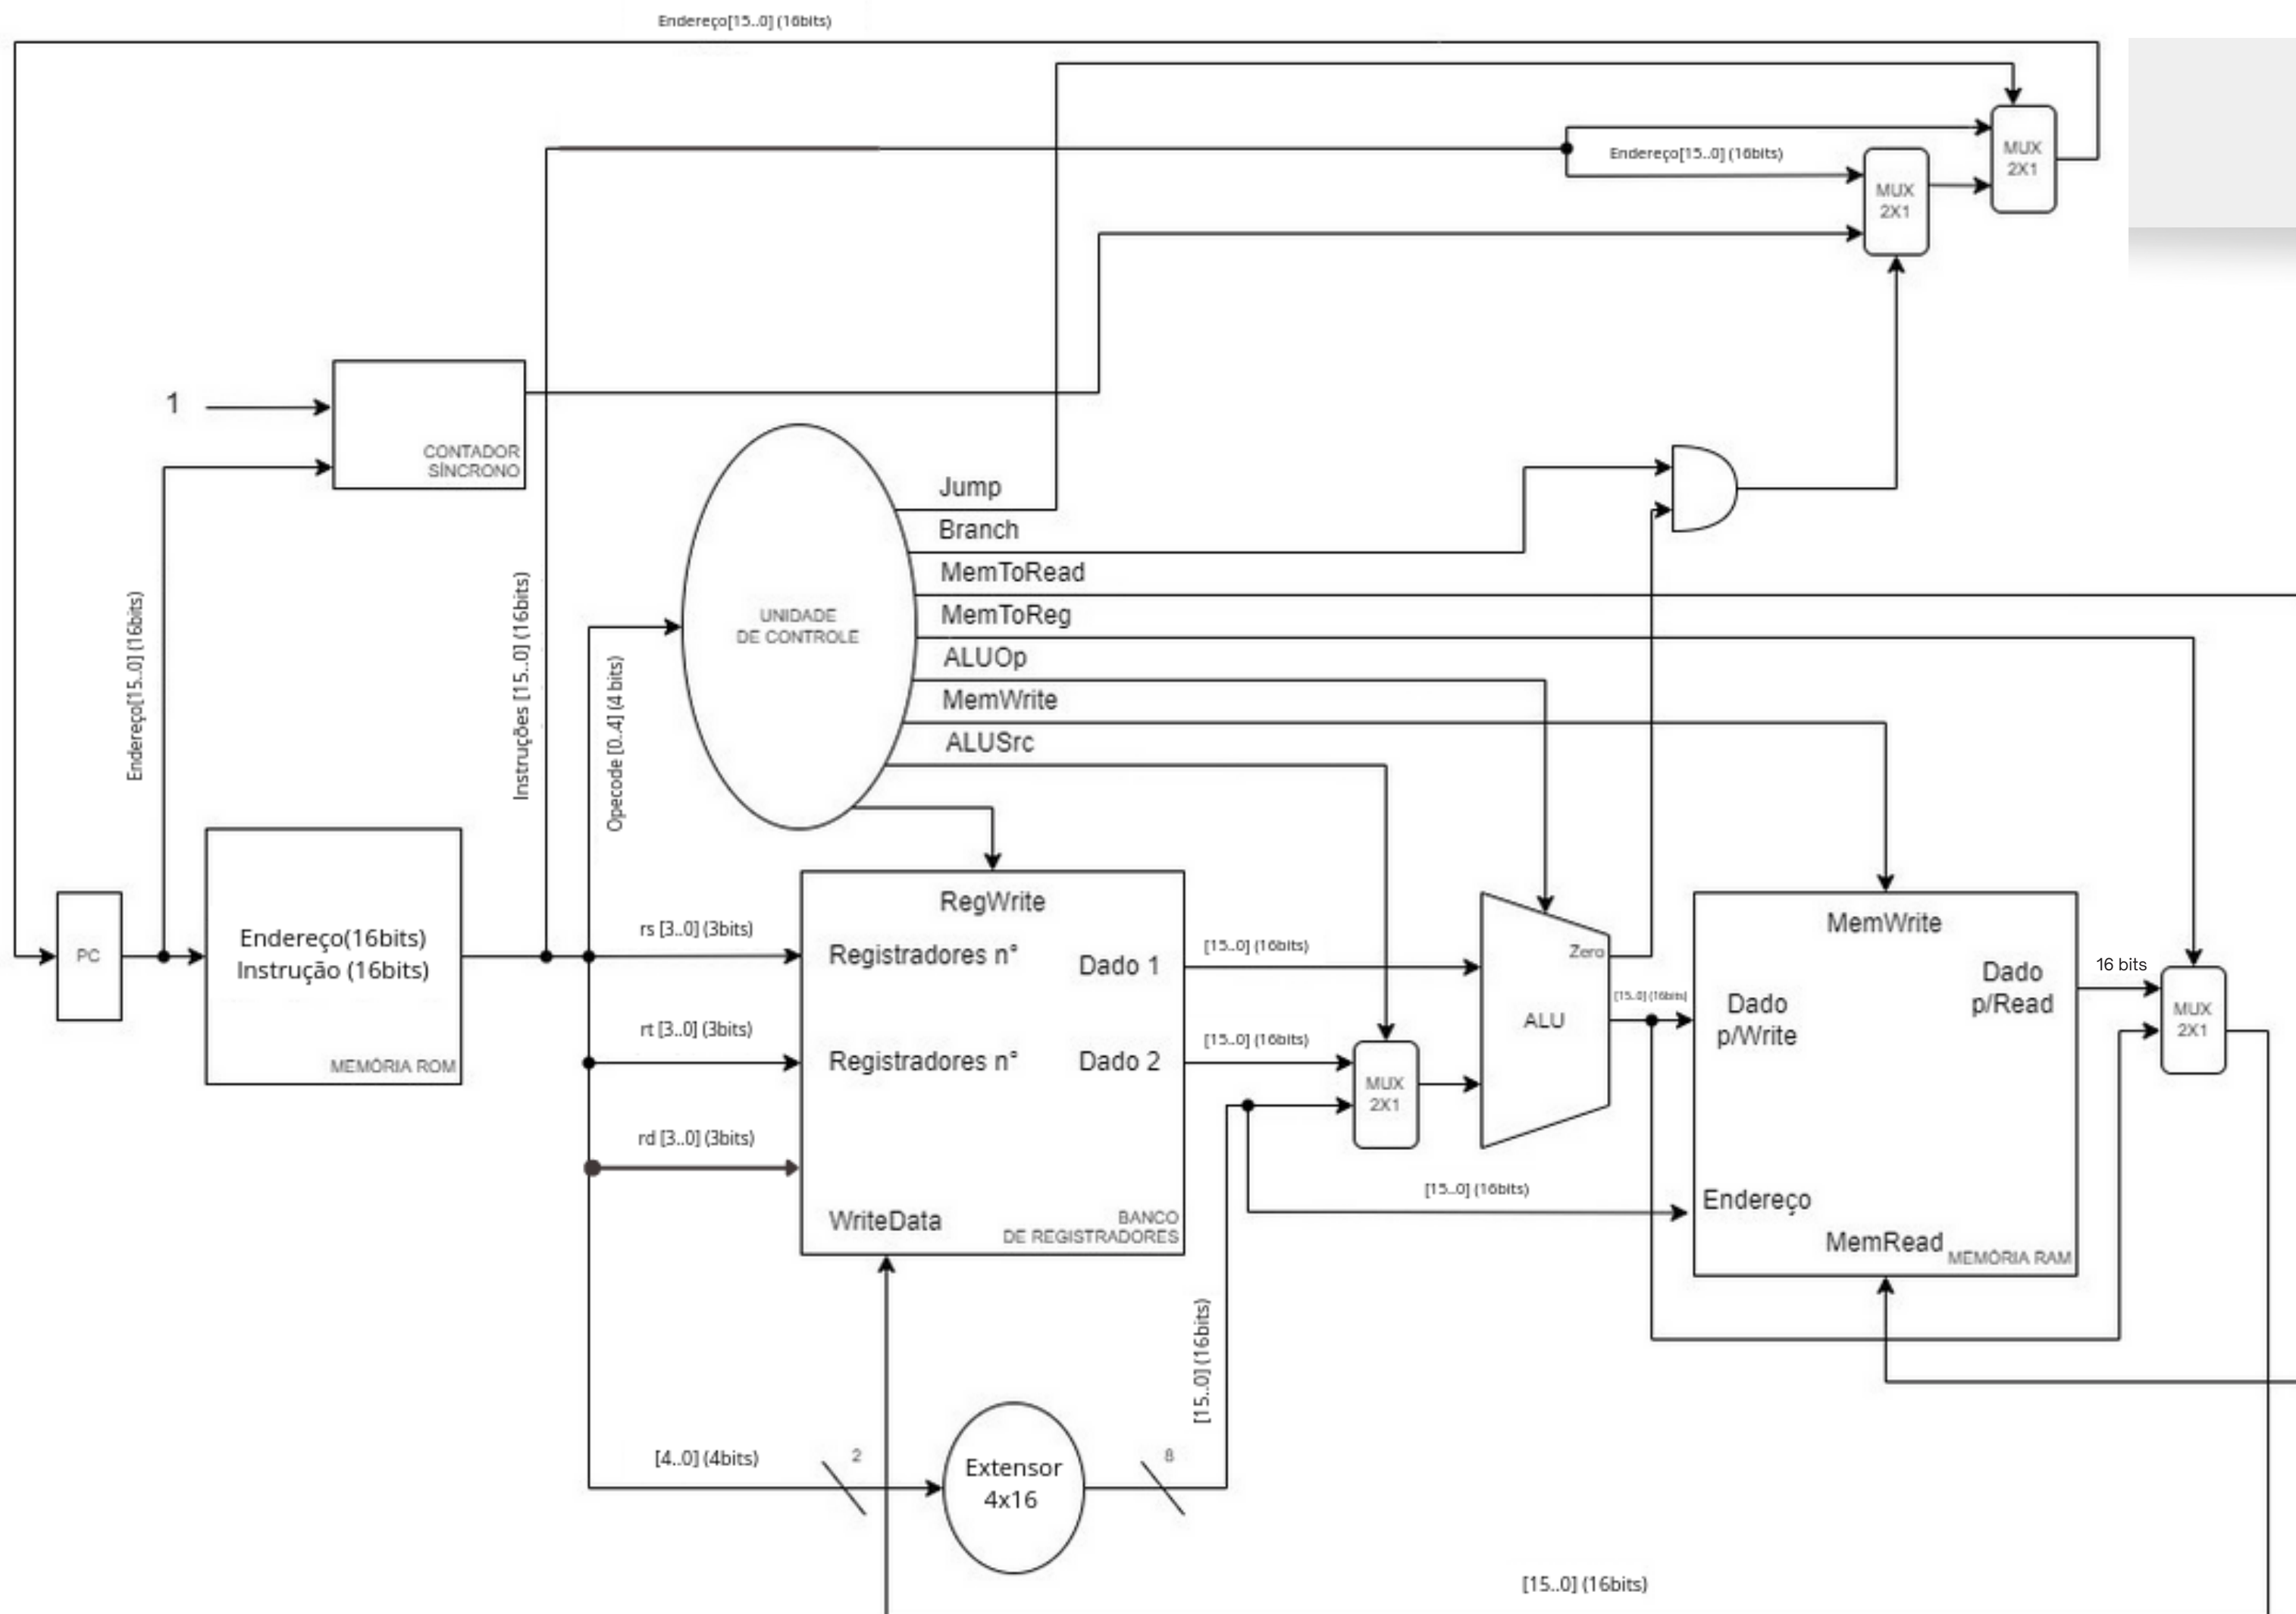 Endereço[15..0] (16bits)
MUX
2X1
Endereço[15..0] (16bits)
MUX
2X1
1
CONTADOR
SÍNCRONO
Jump
Branch
MemToRead
MemToReg
ALUOp
MemWrite
ALUSrc
UNIDADE
DE CONTROLE
Endereço[15..0] (16bits)
Instruções [15..0] (16bits)
Opecode [0..4] (4 bits)
PC
Endereço(16bits)
Instrução (16bits)
MEMÓRIA ROM
rs [3..0] (3bits)
rt [3..0] (3bits)
rd [3..0] (3bits)
RegWrite
Registradores n°
Dado 1
Registradores n°
Dado 2
WriteData
BANCO
DE REGISTRADORES
[15..0] (16bits)
[15..0] (16bits)
MUX
2X1
Zero
ALU
[15..0] (16bits)
[15..0] (16bits)
MemWrite
Dado
p/Write
Dado
p/Read
Endereço
MemRead
MEMÓRIA RAM
16 bits
MUX
2X1
[15..0] (16bits)
[4..0] (4bits)
2
Extensor
4x16
8
[15..0] (16bits)